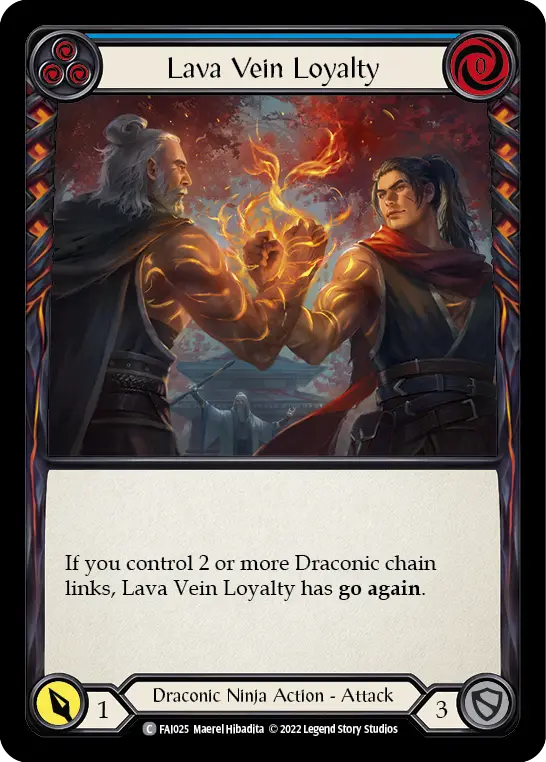 Lava Vein Loyalty
0
If you control 2 or more Draconic chain
links, Lava Vein Loyalty has go again.
1
Draconic Ninja Action - Attack
3
C FAI025 Maerel Hibadita © 2022 Legend Story Studios